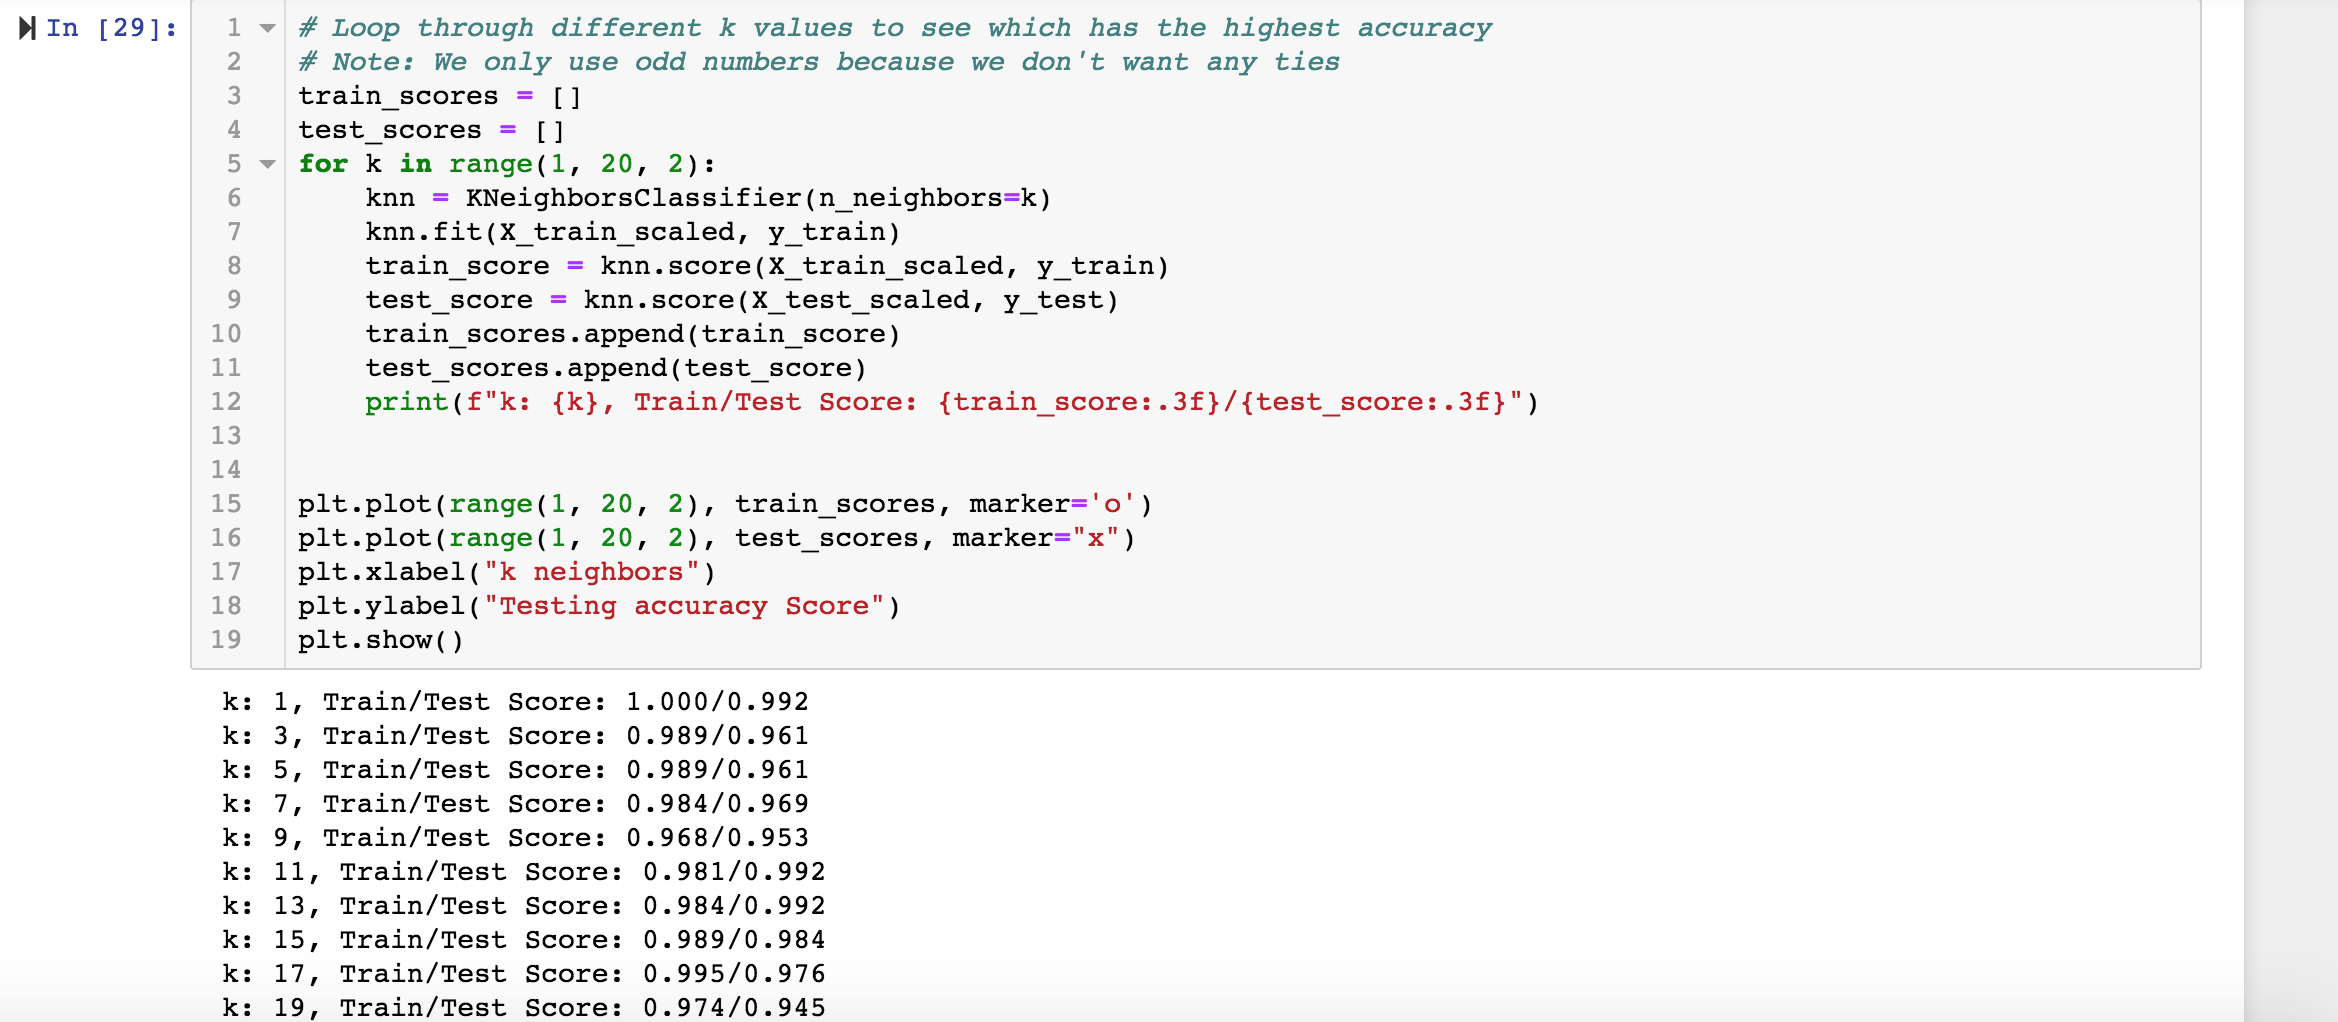 In [29]:
1 # Loop through different k values to see which has the highest accuracy
2 # Note: We only use odd numbers because we don't want any ties
3 train_scores = []
4 test_scores = []
5 for k in range(1, 20, 2):
6     knn = KNeighborsClassifier(n_neighbors=k)
7     knn.fit(X_train_scaled, y_train)
8     train_score = knn.score(X_train_scaled, y_train)
9     test_score = knn.score(X_test_scaled, y_test)
10     train_scores.append(train_score)
11     test_scores.append(test_score)
12     print(f"k: {k}, Train/Test Score: {train_score:.3f}/{test_score:.3f}")
13
14
15 plt.plot(range(1, 20, 2), train_scores, marker='o')
16 plt.plot(range(1, 20, 2), test_scores, marker="x")
17 plt.xlabel("k neighbors")
18 plt.ylabel("Testing accuracy Score")
19 plt.show()
k: 1, Train/Test Score: 1.000/0.992
k: 3, Train/Test Score: 0.989/0.961
k: 5, Train/Test Score: 0.989/0.961
k: 7, Train/Test Score: 0.984/0.969
k: 9, Train/Test Score: 0.968/0.953
k: 11, Train/Test Score: 0.981/0.992
k: 13, Train/Test Score: 0.984/0.992
k: 15, Train/Test Score: 0.989/0.984
k: 17, Train/Test Score: 0.995/0.976
k: 19, Train/Test Score: 0.974/0.945